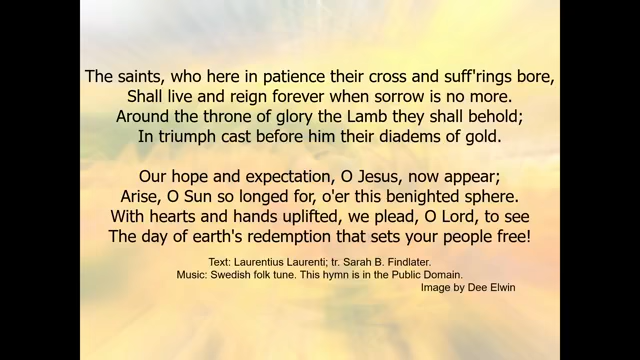 The saints, who here in patience their cross and suff'rings bore,
Shall live and reign forever when sorrow is no more.
Around the throne of glory the Lamb they shall behold;
In triumph cast before him their diadems of gold.
Our hope and expectation, O Jesus, now appear;
Arise, O Sun so longed for, o'er this benighted sphere.
With hearts and hands uplifted, we plead, O Lord, to see
The day of earth's redemption that sets your people free!
Text: Laurentius Laurenti; tr. Sarah B. Findlater.
Music: Swedish folk tune. This hymn is in the Public Domain.
Image by Dee Elwin